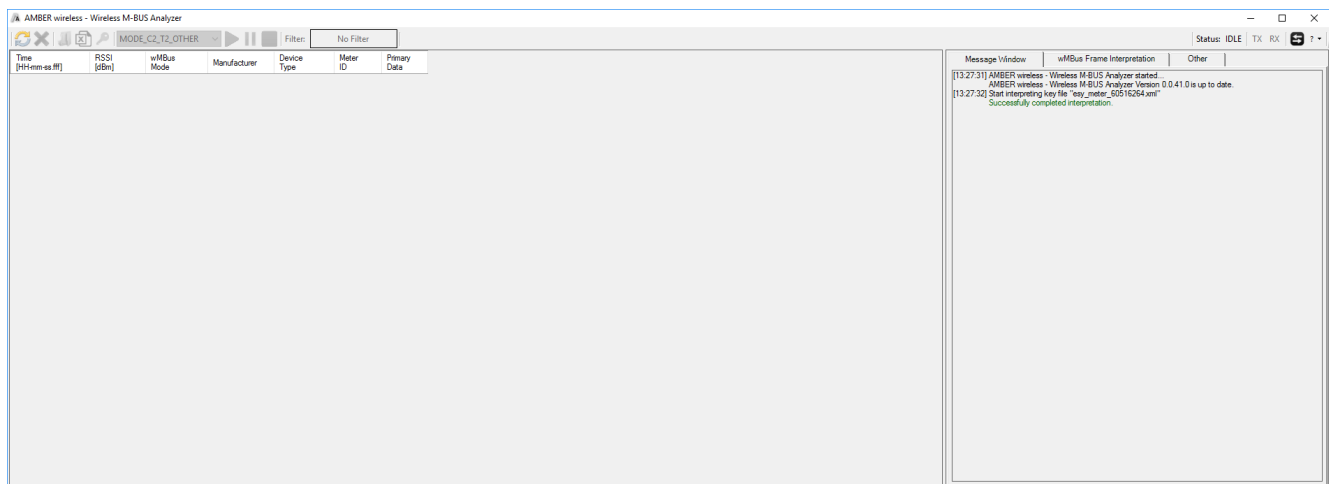 AMBER wireless - Wireless M-BUS Analyzer
MODE_C2_T2_OTHER
Filter:
No Filter
Status: IDLE TX RX ?
Time RSSI wMBus Manufacturer Device Meter Primary
[HH-mm-ss.fff] [dBm] Mode Type ID Data
Message Window wMBus Frame Interpretation Other
[13:27:31] AMBER wireless - Wireless M-BUS Analyzer started...
AMBER wireless - Wireless M-BUS Analyzer Version 0.0.41.0 is up to date.
[13:27:32] Start interpreting key file "esy_meter_60516264.xml"
Successfully completed interpretation.